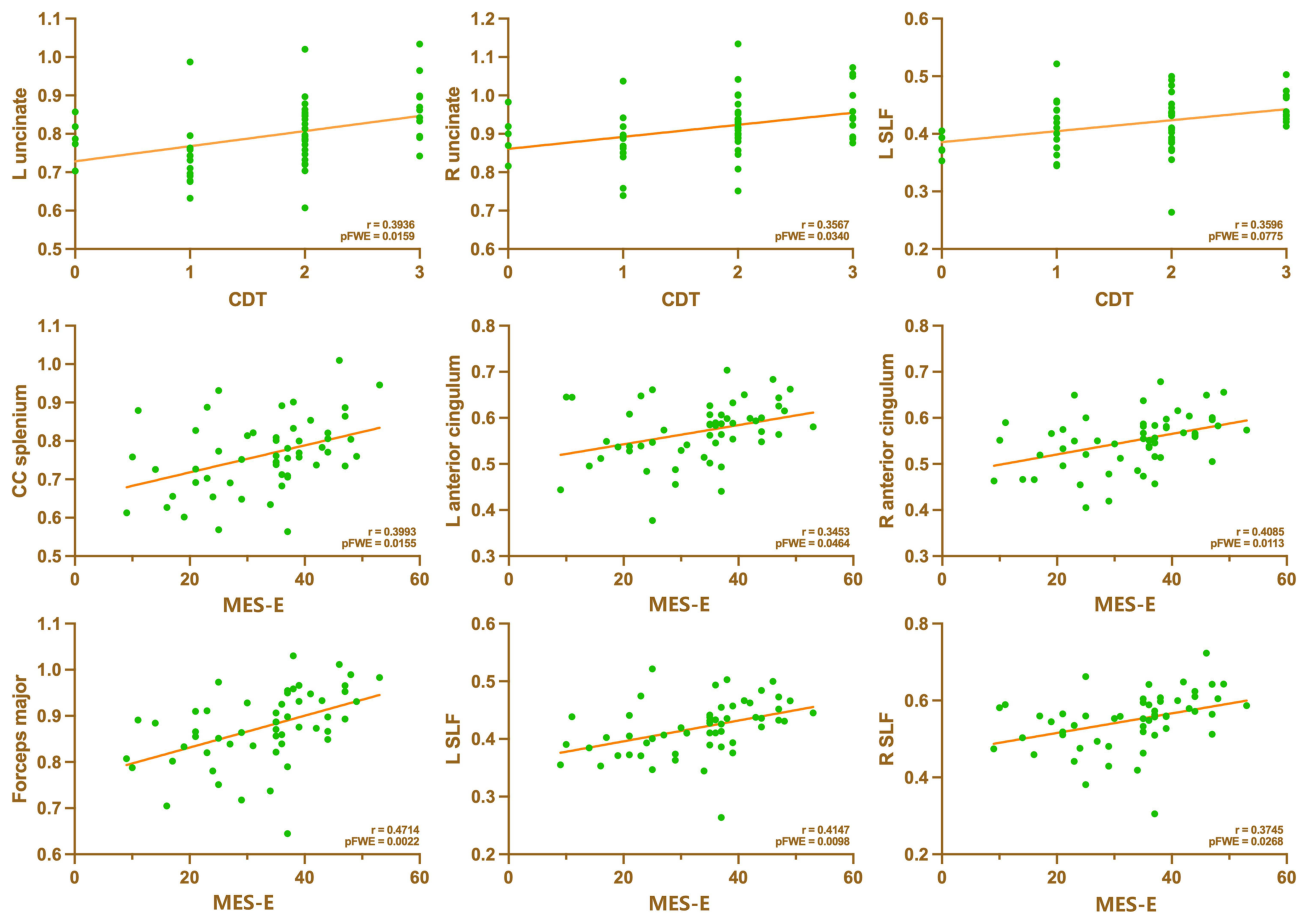 L uncinate
0.5
0.6
0.7
0.8
0.9
1.0
1.1
0
1
2
3
CDT
r = 0.3936
pFWE = 0.0159
R uncinate
0.6
0.7
0.8
0.9
1.0
1.1
1.2
0
1
2
3
CDT
r = 0.3567
pFWE = 0.0340
L SLF
0.2
0.3
0.4
0.5
0.6
0
1
2
3
CDT
r = 0.3596
pFWE = 0.0775
CC splenium
0.5
0.6
0.7
0.8
0.9
1.0
1.1
0
20
40
60
MES-E
r = 0.3993
pFWE = 0.0155
L anterior cingulum
0.3
0.4
0.5
0.6
0.7
0.8
0
20
40
60
MES-E
r = 0.3453
pFWE = 0.0464
R anterior cingulum
0.3
0.4
0.5
0.6
0.7
0.8
0
20
40
60
MES-E
r = 0.4085
pFWE = 0.0113
Forceps major
0.6
0.7
0.8
0.9
1.0
1.1
0
20
40
60
MES-E
r = 0.4714
pFWE = 0.0022
L SLF
0.2
0.3
0.4
0.5
0.6
0
20
40
60
MES-E
r = 0.4147
pFWE = 0.0098
R SLF
0.2
0.4
0.6
0.8
0
20
40
60
MES-E
r = 0.3745
pFWE = 0.0268